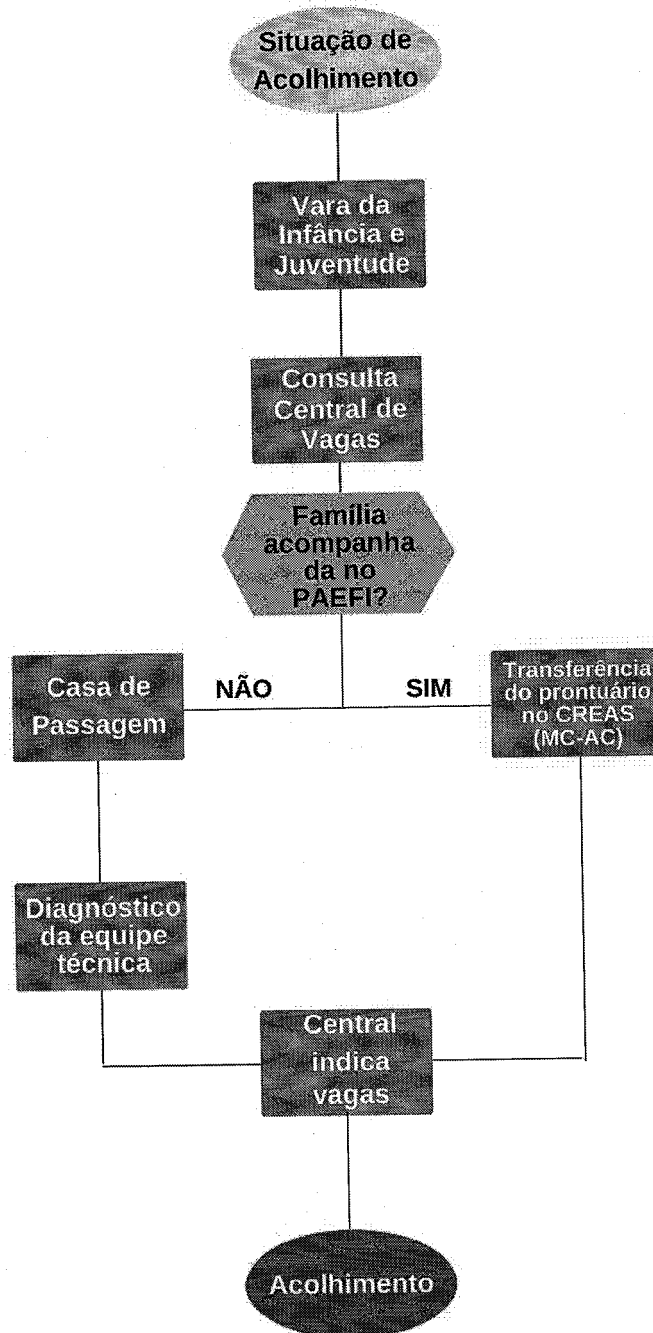 Situação de
Acolhimento
Vara da
Infância e
Juventude
Consulta
Central de
Vagas
Família
acompanha
da no
PAEFI?
NÃO
SIM
Casa de
Passagem
Transferência
do prontuário
no CREAS
(MC-AC)
Diagnóstico
da equipe
técnica
Central
indica
vagas
Acolhimento